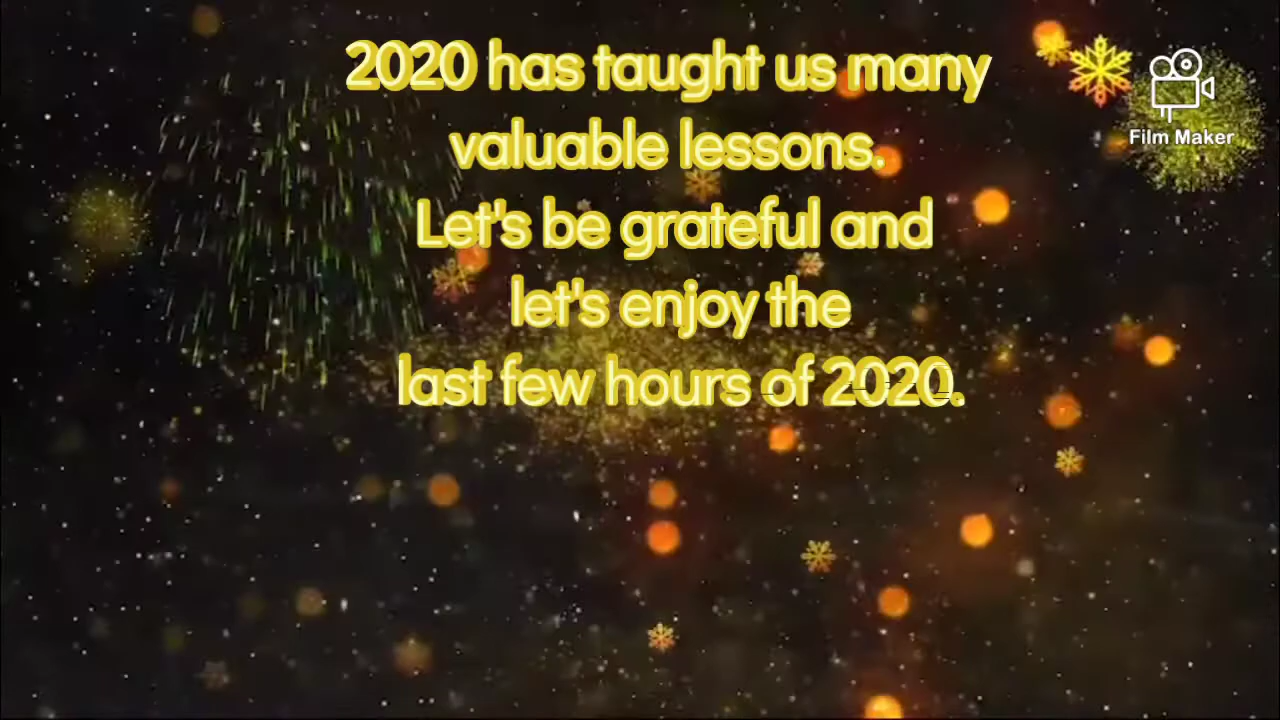 2020 has taught us many
valuable lessons.
Let's be grateful and
let's enjoy the
last few hours of 2020.
Film Maker